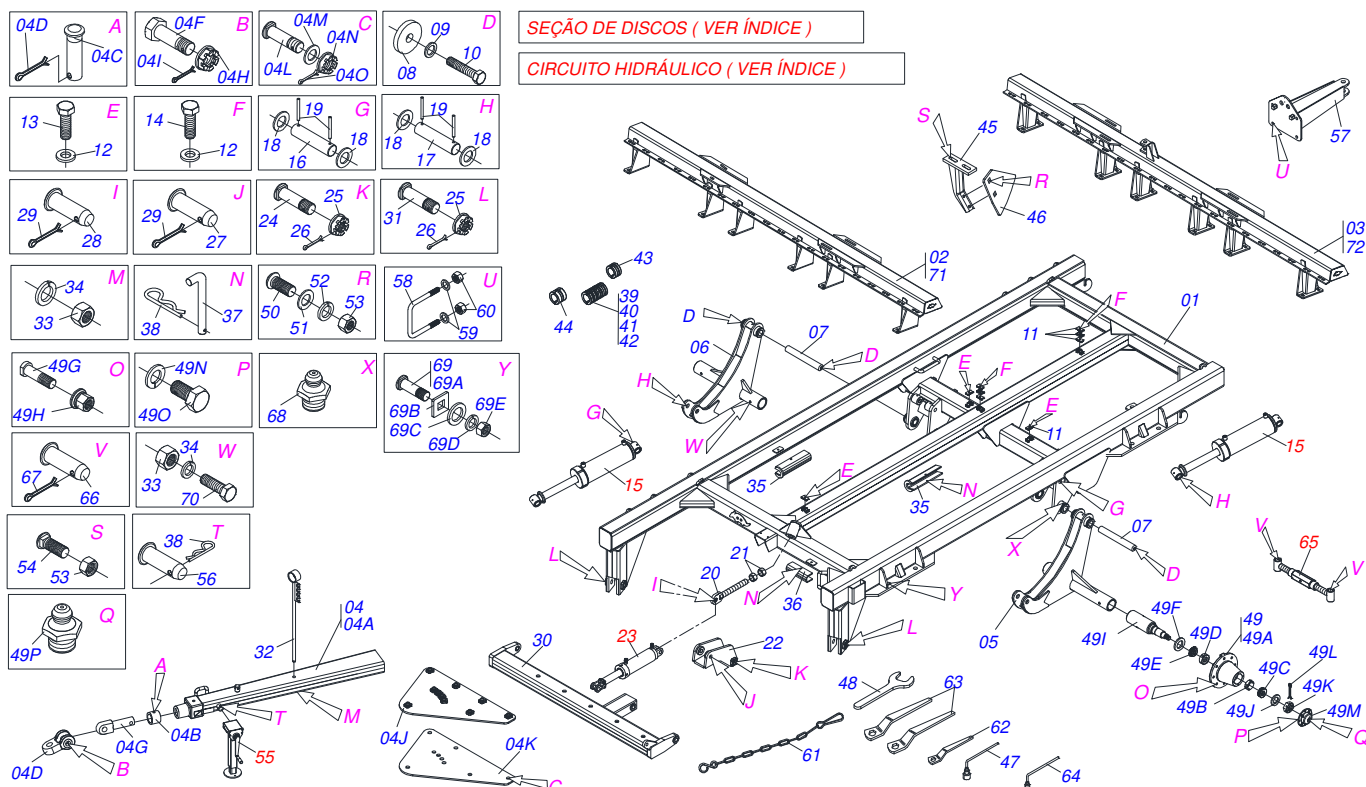 SEÇÃO DE DISCOS ( VER ÍNDICE )
CIRCUITO HIDRÁULICO ( VER ÍNDICE )
04D A 04C
04F B 04I 04H
04M C 04N 04L 04O
D 09 10 08
E 13 12
F 14 12
G 19 18 16 18
H 19 18 17 18
I 29 28
J 29 27
K 25 24 26
L 25 31 26
M 34 33
N 38 37
R 52 50 51 53
U 58 60 59
O 49G 49H
P 49N 49O
X 68
Y 69 69A 69B 69C 69D 69E
V 67 66
W 34 33 70
S 54 53
T 38 56
Q 49P
S 45 R 46
57 U
03 72
02 71
43 44
39 40 41 42
D 07 D 06 H W
G 15
F 01 11
E F E 11
35 E N 35
15 H
G X 07 D 05
V 65 V
L I 20 21 N 36 Y L
23 22 K J
30
32 04 04A A T M
04D 04G 04B B 55
04J 04K C
48 63 62 61 47 64
49I 49F 49E 49D 49 49A O 49C 49B 49J 49L 49K 49M P Q